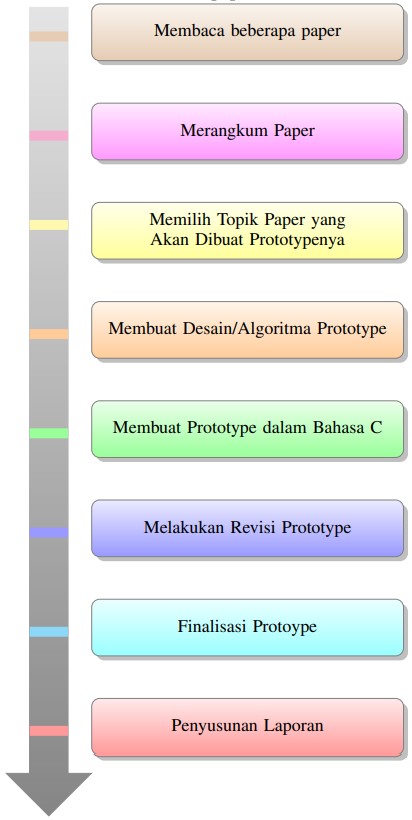 Membaca beberapa paper
Merangkum Paper
Memilih Topik Paper yang
Akan Dibuat Prototypenya
Membuat Desain/Algoritma Prototype
Membuat Prototype dalam Bahasa C
Melakukan Revisi Prototype
Finalisasi Protoype
Penyusunan Laporan